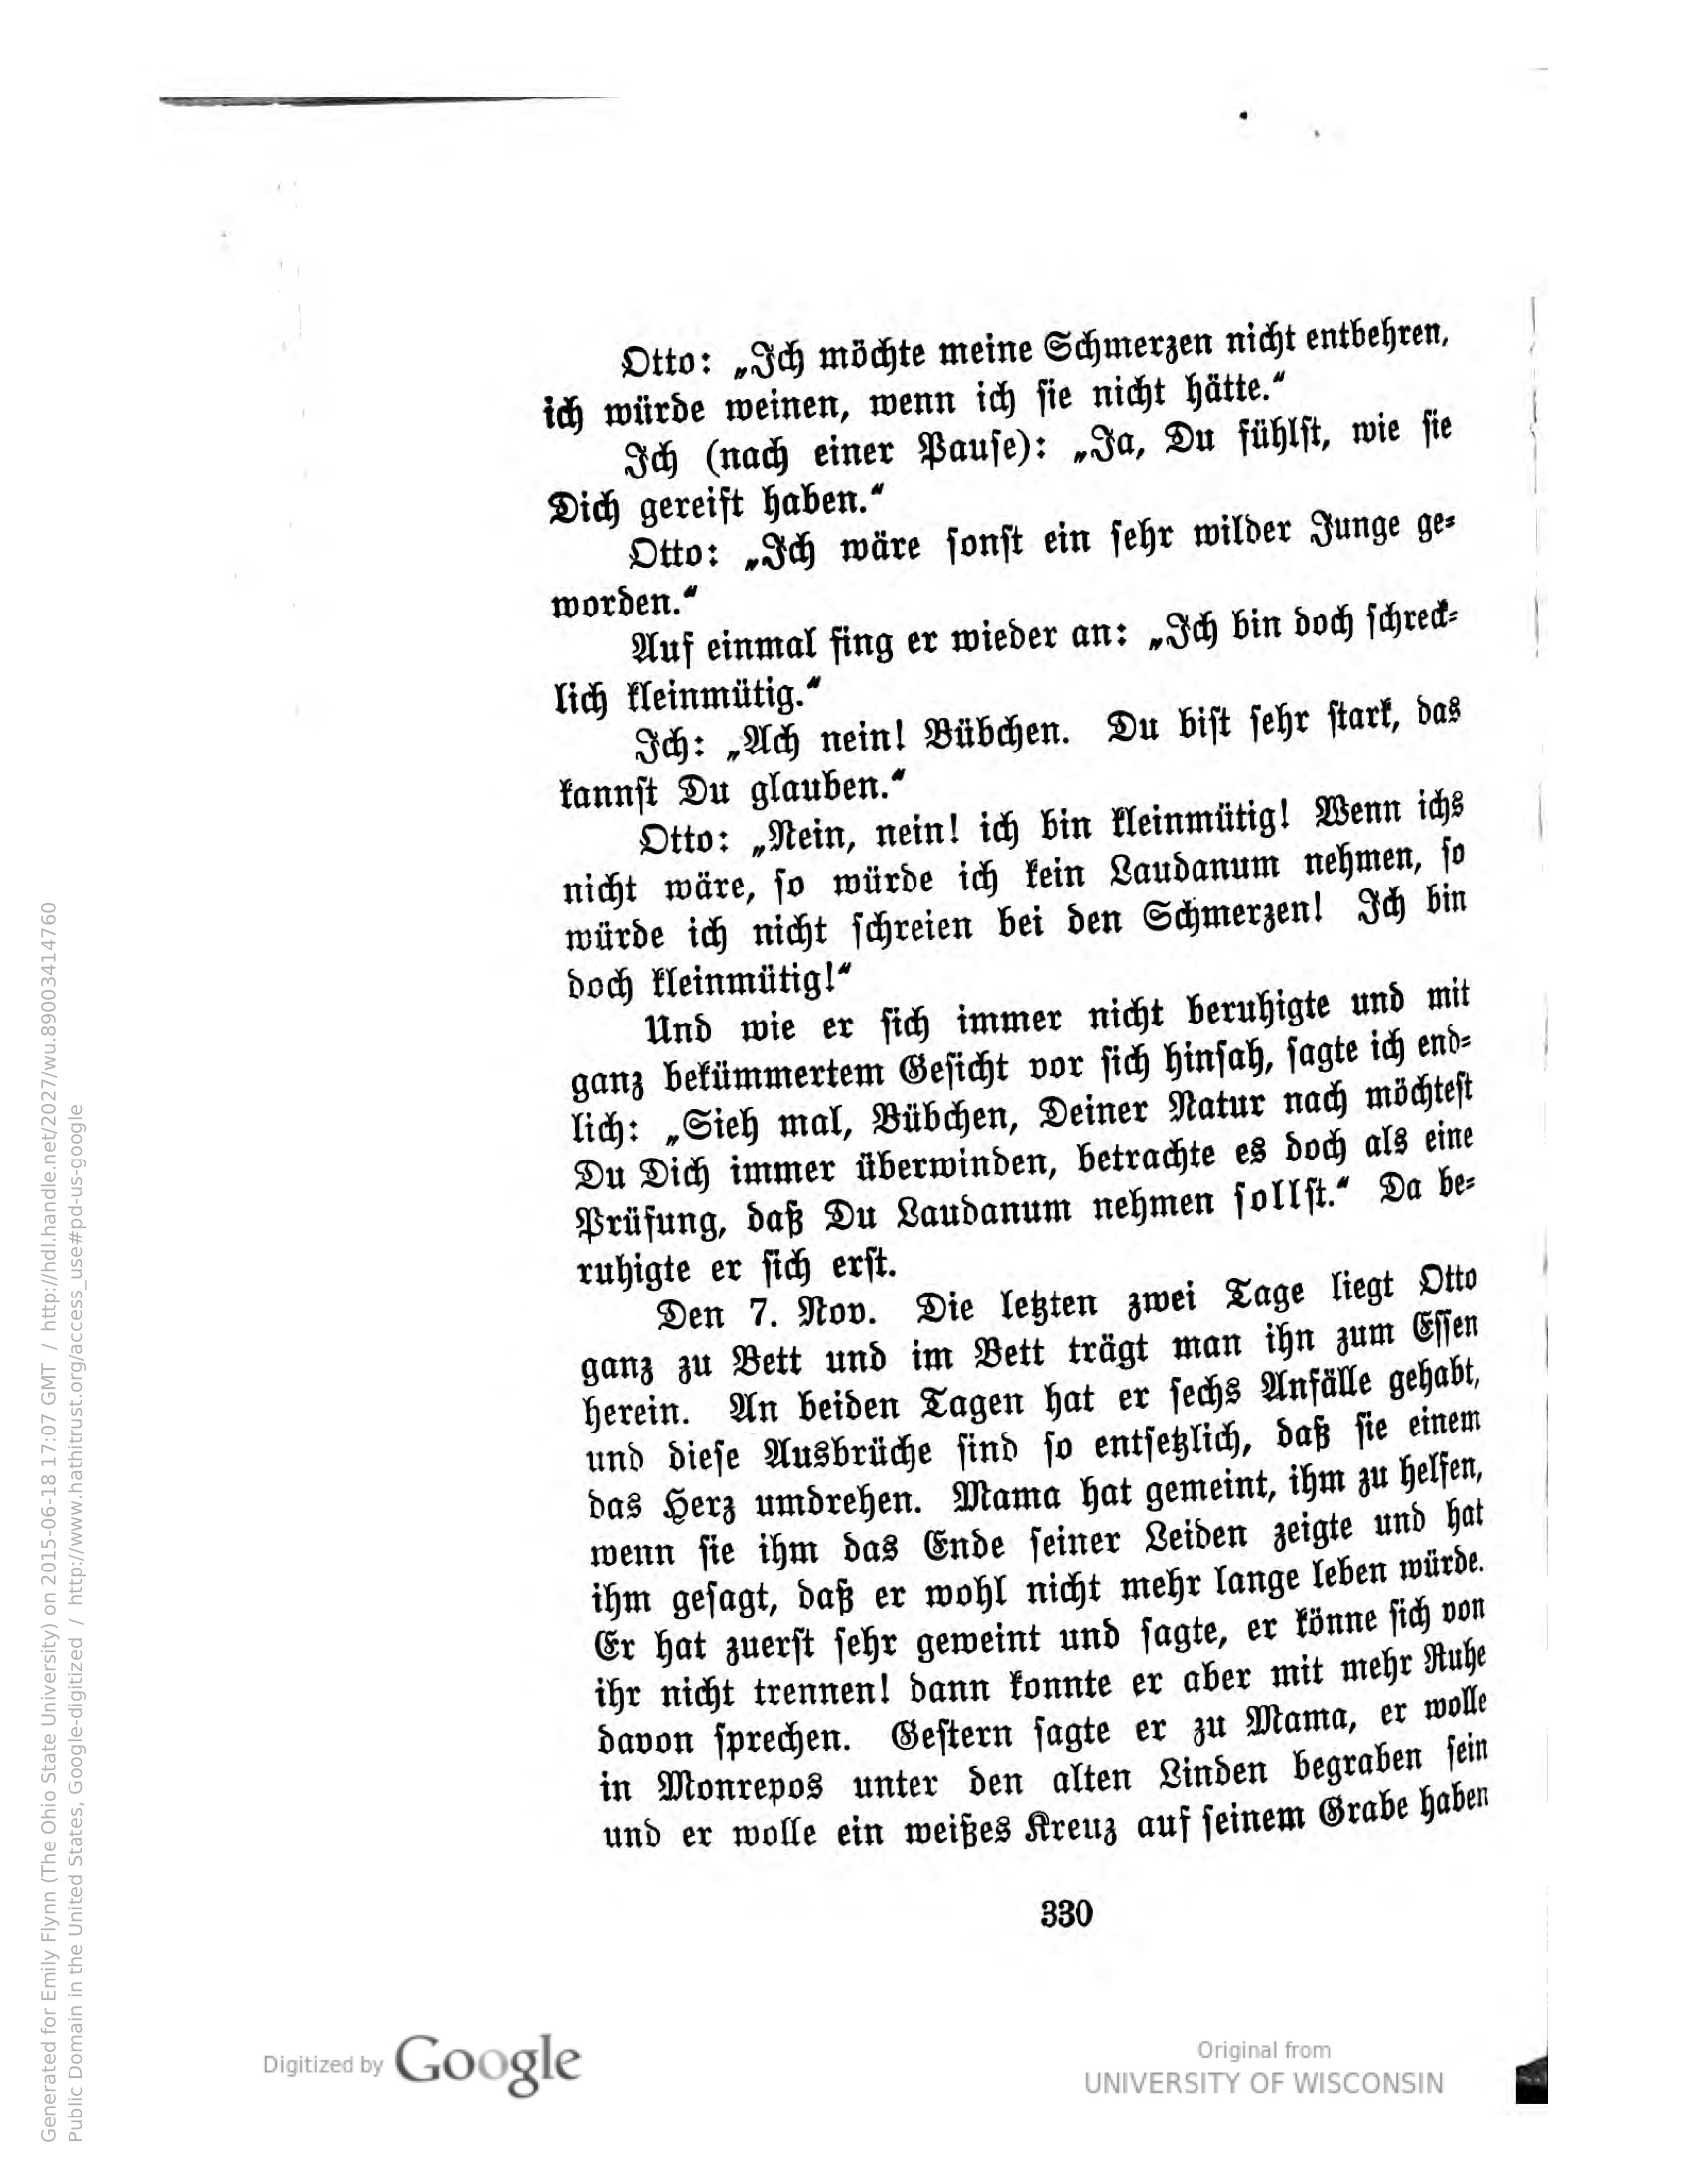 Otto: „Ich möchte meine Schmerzen nicht entbehren,
ich würde weinen, wenn ich sie nicht hätte.“
Ich (nach einer Pause): „Ja, Du fühlst, wie sie
Dich gereift haben.“
Otto: „Ich wäre sonst ein sehr wilder Junge ge-
worden.“
Auf einmal fing er wieder an: „Ich bin doch schreck-
lich kleinmütig.“
Ich: „Ach nein! Bübchen. Du bist sehr stark, das
kannst Du glauben.“
Otto: „Nein, nein! ich bin kleinmütig! Wenn ichs
nicht wäre, so würde ich kein Laudanum nehmen, so
würde ich nicht schreien bei den Schmerzen! Ich bin
doch kleinmütig!“
Und wie er sich immer nicht beruhigte und mit
ganz bekümmertem Gesicht vor sich hinsah, sagte ich end-
lich: „Sieh mal, Bübchen, Deiner Natur nach möchtest
Du Dich immer überwinden, betrachte es doch als eine
Prüfung, daß Du Laudanum nehmen sollst.“ Da be-
ruhigte er sich erst.
Den 7. Nov. Die letzten zwei Tage liegt Otto
ganz zu Bett und im Bett trägt man ihn zum Essen
herein. An beiden Tagen hat er sechs Anfälle gehabt,
und diese Ausbrüche sind so entsetzlich, daß sie einem
das Herz umdrehen. Mama hat gemeint, ihm zu helfen,
wenn sie ihm das Ende seiner Leiden zeigte und hat
ihm gesagt, daß er wohl nicht mehr lange leben würde.
Er hat zuerst sehr geweint und sagte, er könne sich von
ihr nicht trennen! dann konnte er aber mit mehr Ruhe
davon sprechen. Gestern sagte er zu Mama, er wolle
in Monrepos unter den alten Linden begraben sein
und er wolle ein weißes Kreuz auf seinem Grabe haben
330
Digitized by Google
Original from
UNIVERSITY OF WISCONSIN
Generated for Emily Flynn (The Ohio State University) on 2015-06-18 17:07 GMT / http://hdl.handle.net/2027/wu.89003414760
Public Domain in the United States, Google-digitized / http://www.hathitrust.org/access_use#pd-us-google